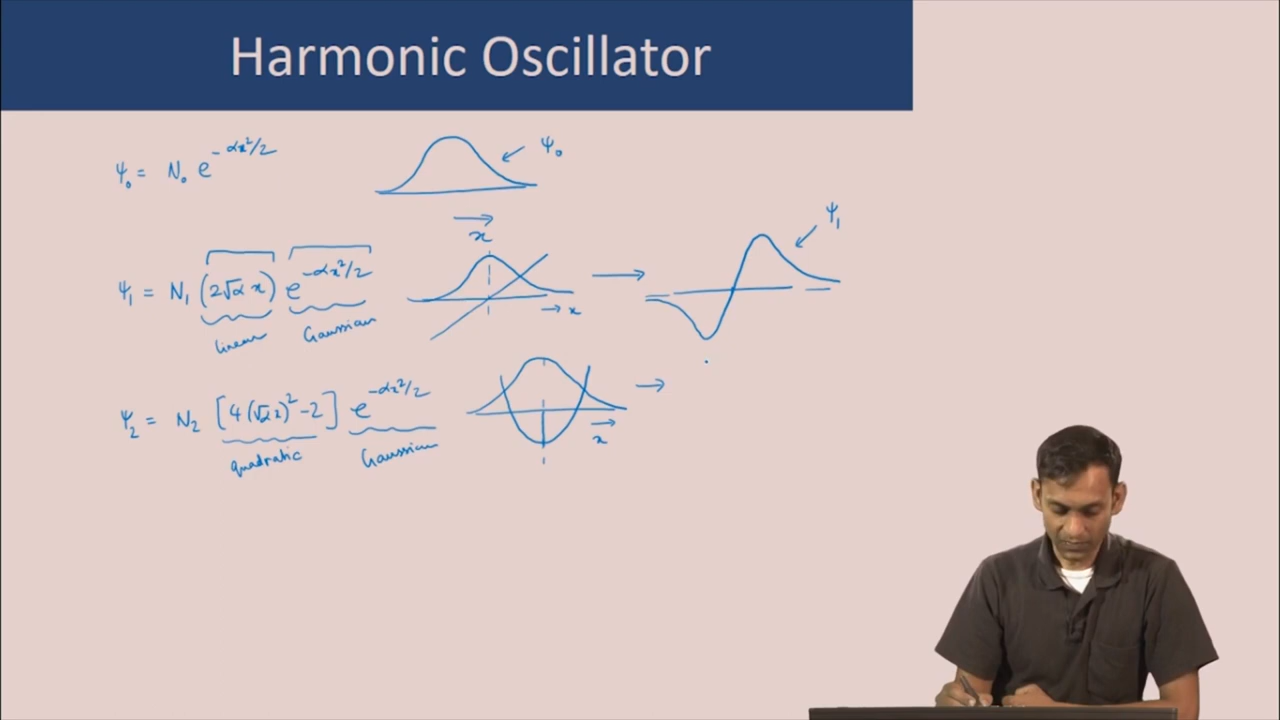 Harmonic Oscillator
ψ₀ = N₀ e^{-αx²/2}
ψ₀
x
ψ₁ = N₁ (2√α x) e^{-αx²/2}
linear
Gaussian
x
ψ₁
ψ₂ = N₂ [4(√α x)² - 2] e^{-αx²/2}
quadratic
Gaussian
x